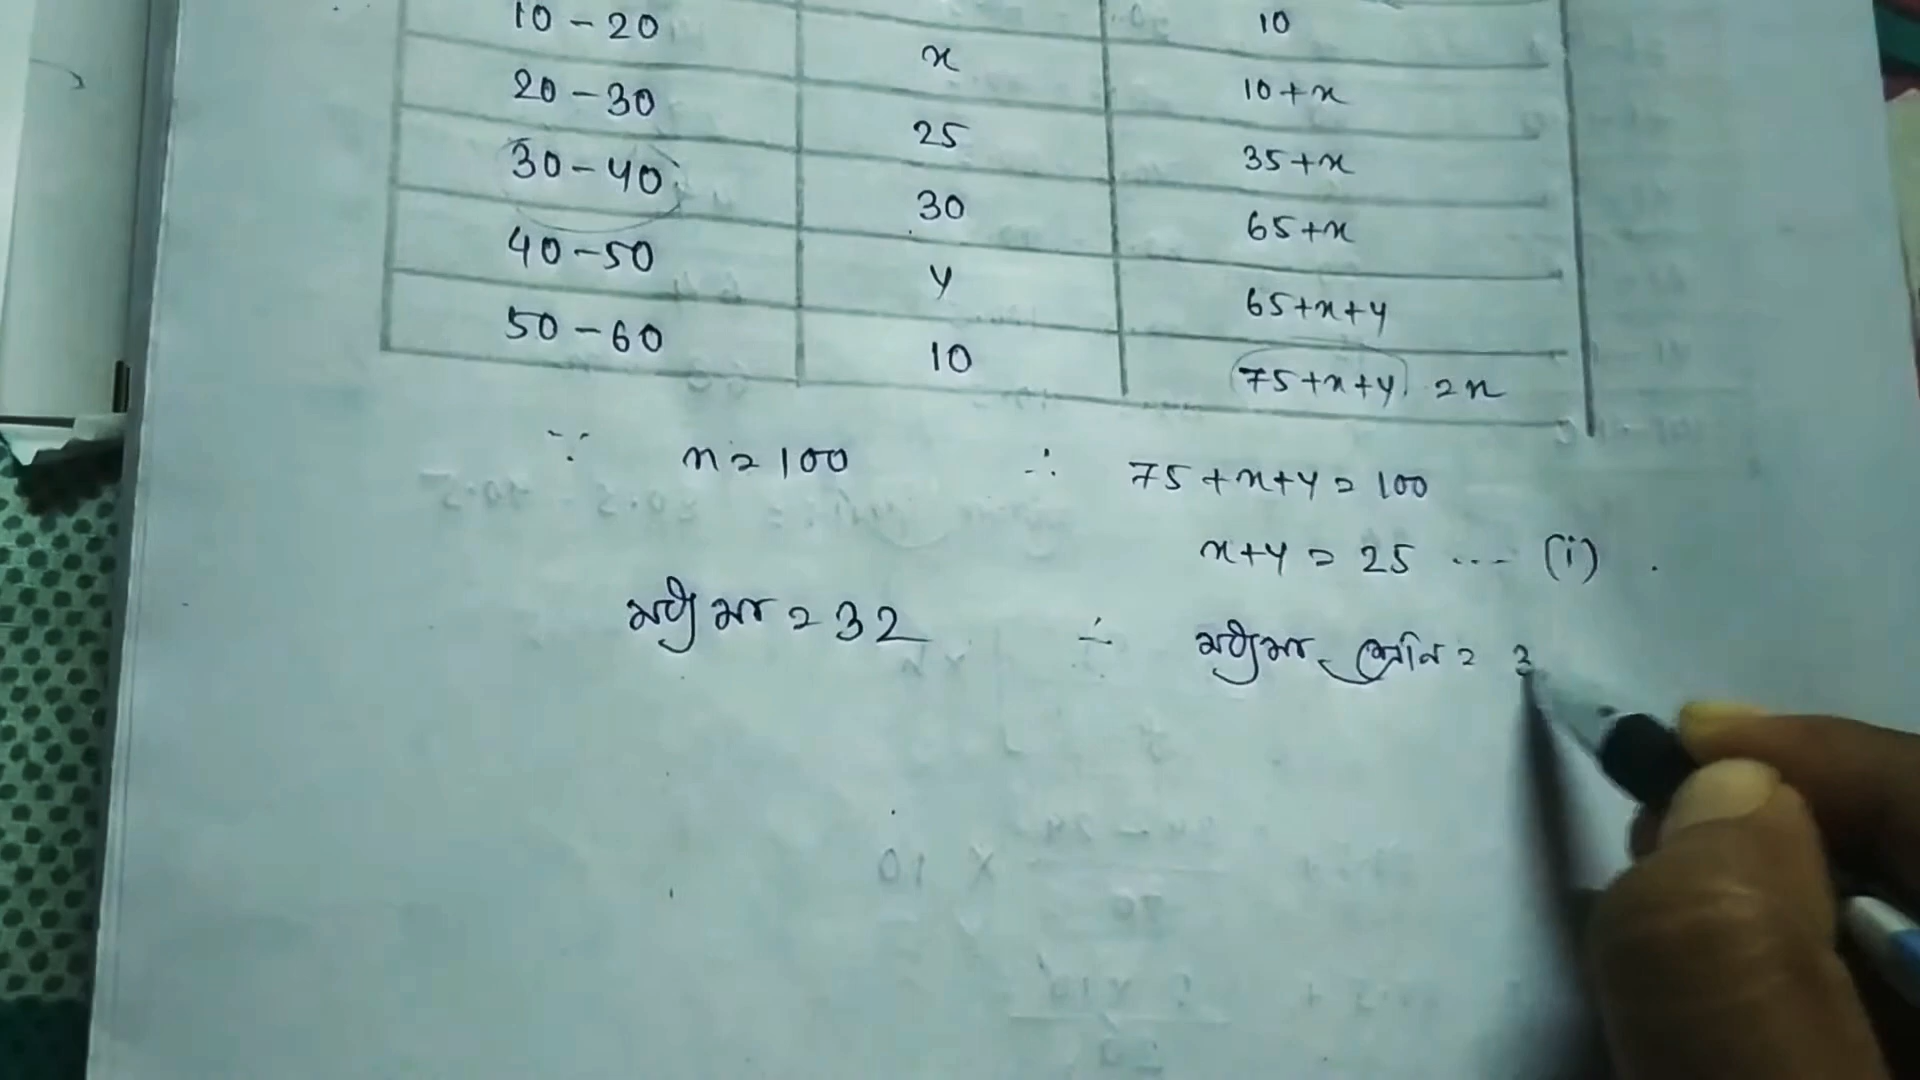 10-20 x 10
20-30 25 10+x
30-40 30 35+x
40-50 y 65+x
50-60 10 65+x+y
75+x+y = n
∵ n = 100 ∴ 75+x+y = 100
x+y = 25 ... (i)
মধ্যমা = 32 ∴ মধ্যমা শ্রেণি = 3